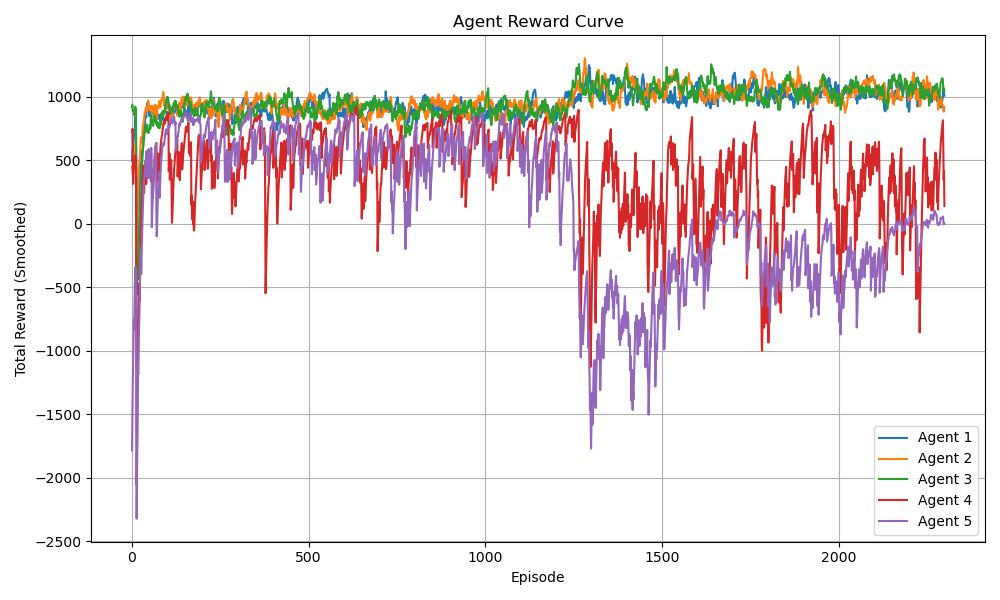 Agent Reward Curve
Total Reward (Smoothed)
1000
500
0
−500
−1000
−1500
−2000
−2500
0 500 1000 1500 2000
Episode
Agent 1
Agent 2
Agent 3
Agent 4
Agent 5